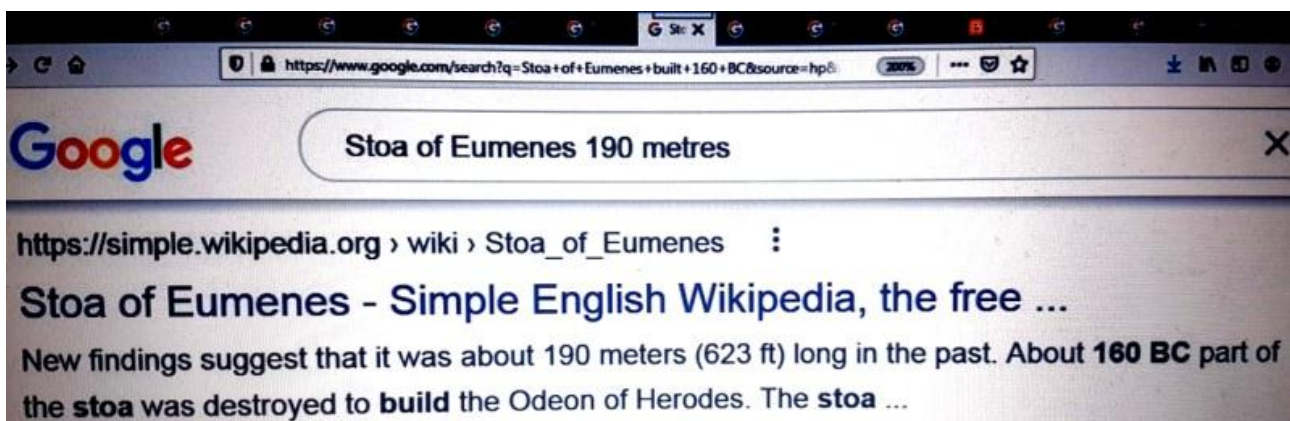 G Stc X
https://www.google.com/search?q=Stoa+of+Eumenes+built+160+BC&source=hp&
200%
Google Stoa of Eumenes 190 metres
https://simple.wikipedia.org › wiki › Stoa_of_Eumenes
Stoa of Eumenes - Simple English Wikipedia, the free ...
New findings suggest that it was about 190 meters (623 ft) long in the past. About 160 BC part of
the stoa was destroyed to build the Odeon of Herodes. The stoa ...